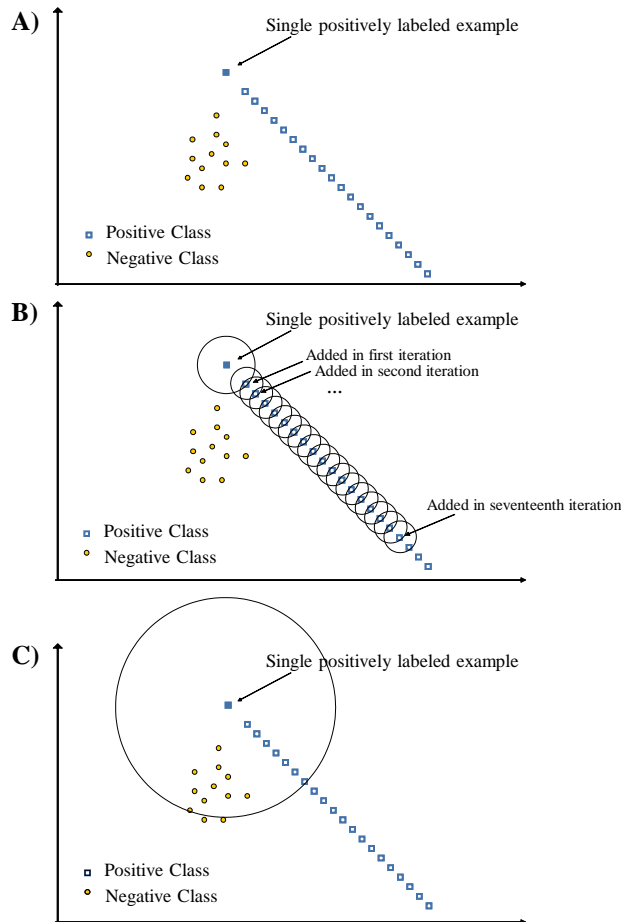 A)
Single positively labeled example
Positive Class
Negative Class
B)
Single positively labeled example
Added in first iteration
Added in second iteration
...
Added in seventeenth iteration
Positive Class
Negative Class
C)
Single positively labeled example
Positive Class
Negative Class